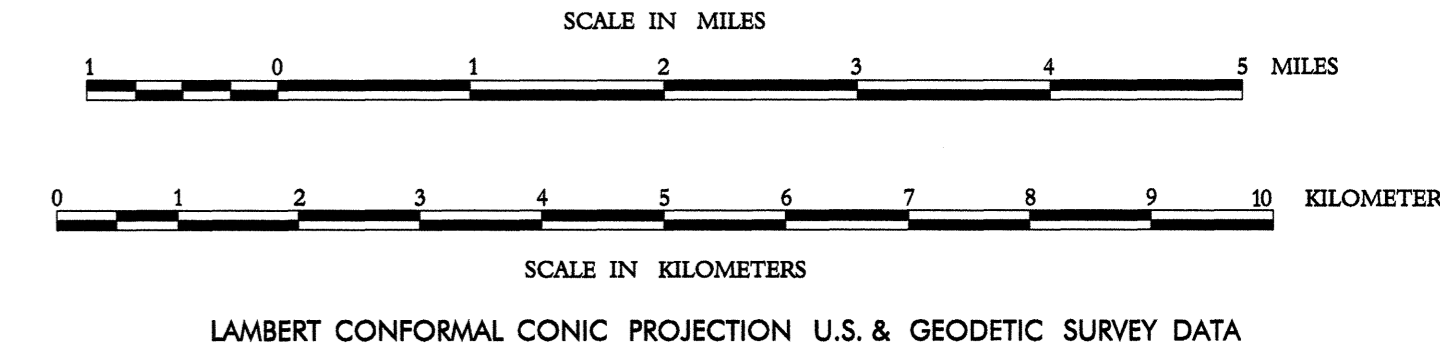 SCALE IN MILES
1 0 1 2 3 4 5 MILES
0 1 2 3 4 5 6 7 8 9 10 KILOMETER
SCALE IN KILOMETERS
LAMBERT CONFORMAL CONIC PROJECTION U.S. & GEODETIC SURVEY DATA